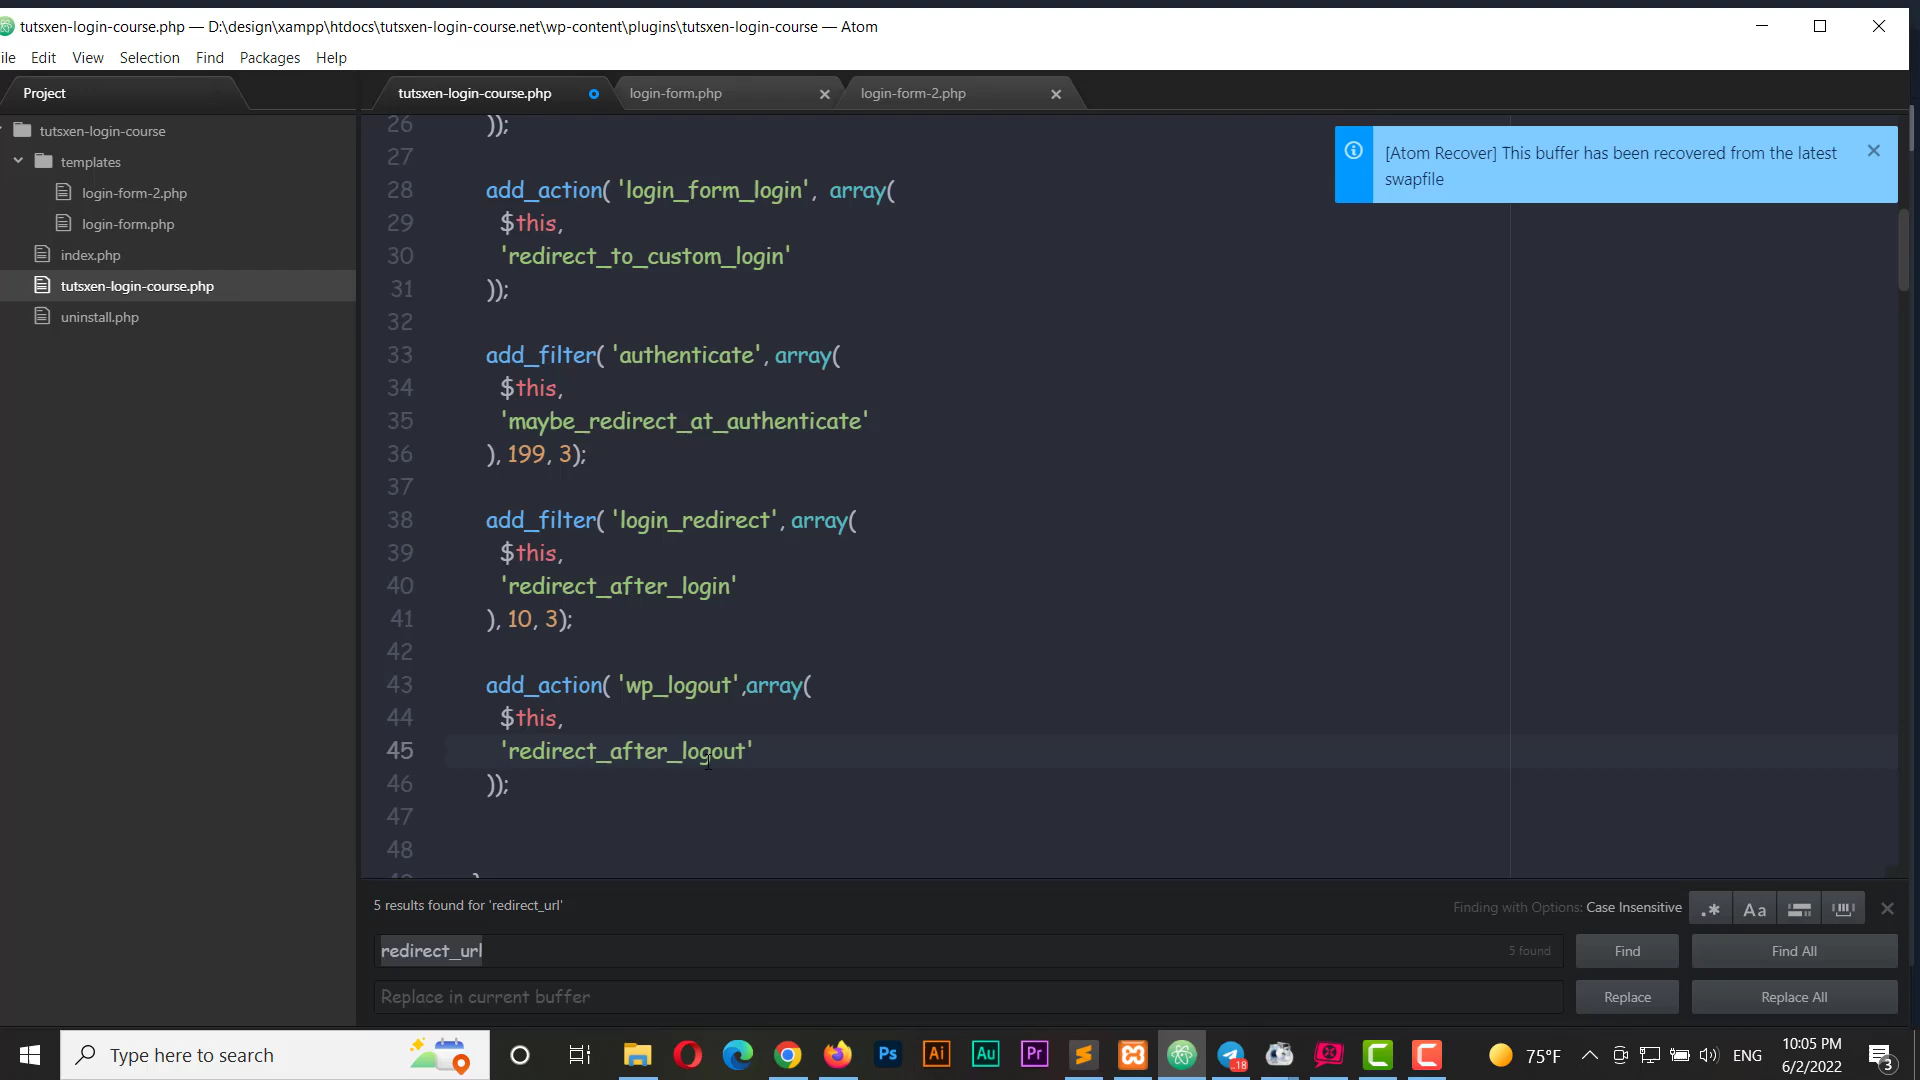 tutsxen-login-course.php — D:\design\xampp\htdocs\tutsxen-login-course.net\wp-content\plugins\tutsxen-login-course — Atom
ile Edit View Selection Find Packages Help
Project
tutsxen-login-course.php
login-form.php
login-form-2.php
tutsxen-login-course
templates
login-form-2.php
login-form.php
index.php
tutsxen-login-course.php
uninstall.php
[Atom Recover] This buffer has been recovered from the latest
swapfile
26 ));
27
28 add_action( 'login_form_login', array(
29 $this,
30 'redirect_to_custom_login'
31 ));
32
33 add_filter( 'authenticate', array(
34 $this,
35 'maybe_redirect_at_authenticate'
36 ), 199, 3);
37
38 add_filter( 'login_redirect', array(
39 $this,
40 'redirect_after_login'
41 ), 10, 3);
42
43 add_action( 'wp_logout',array(
44 $this,
45 'redirect_after_logout'
46 ));
47
48
5 results found for 'redirect_url'
Finding with Options: Case Insensitive
.* Aa
redirect_url
5 found
Find
Find All
Replace in current buffer
Replace
Replace All
Type here to search
Ps Ai Au Pr
18
75°F
ENG
10:05 PM
6/2/2022
3